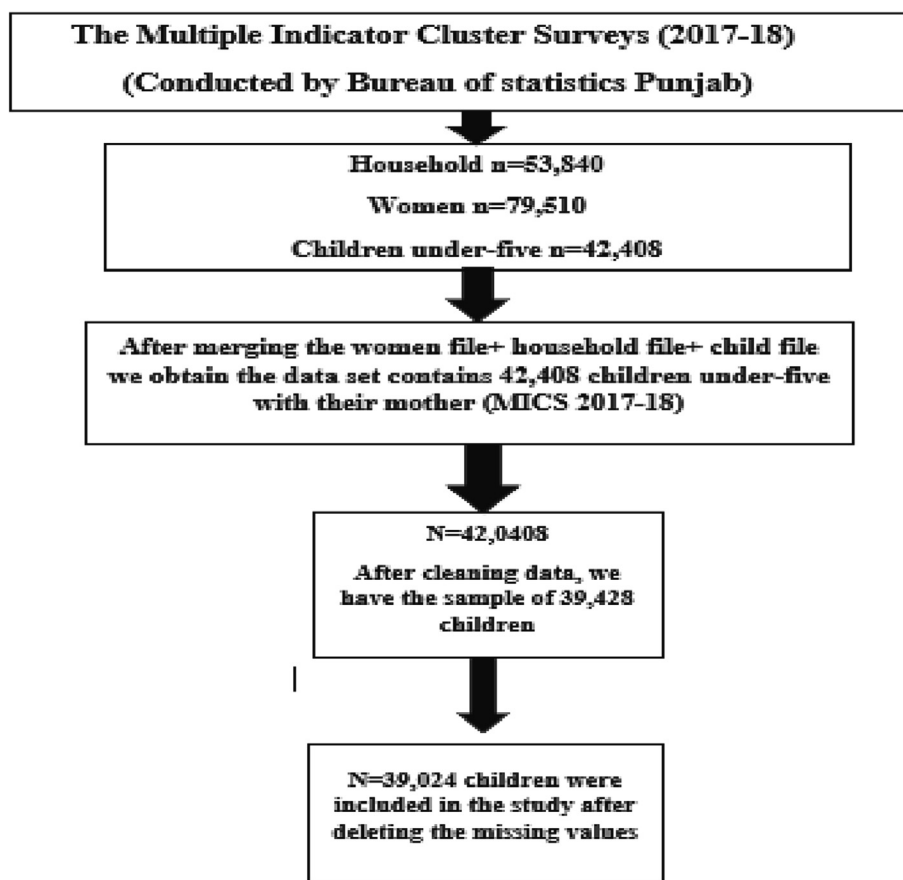 The Multiple Indicator Cluster Surveys (2017-18)
(Conducted by Bureau of statistics Punjab)
Household n=53,840
Women n=79,510
Children under-five n=42,408
After merging the women file+ household file+ child file
we obtain the data set contains 42,408 children under-five
with their mother (MICS 2017-18)
N=42,0408
After cleaning data, we
have the sample of 39,428
children
N=39,024 children were
included in the study after
deleting the missing values